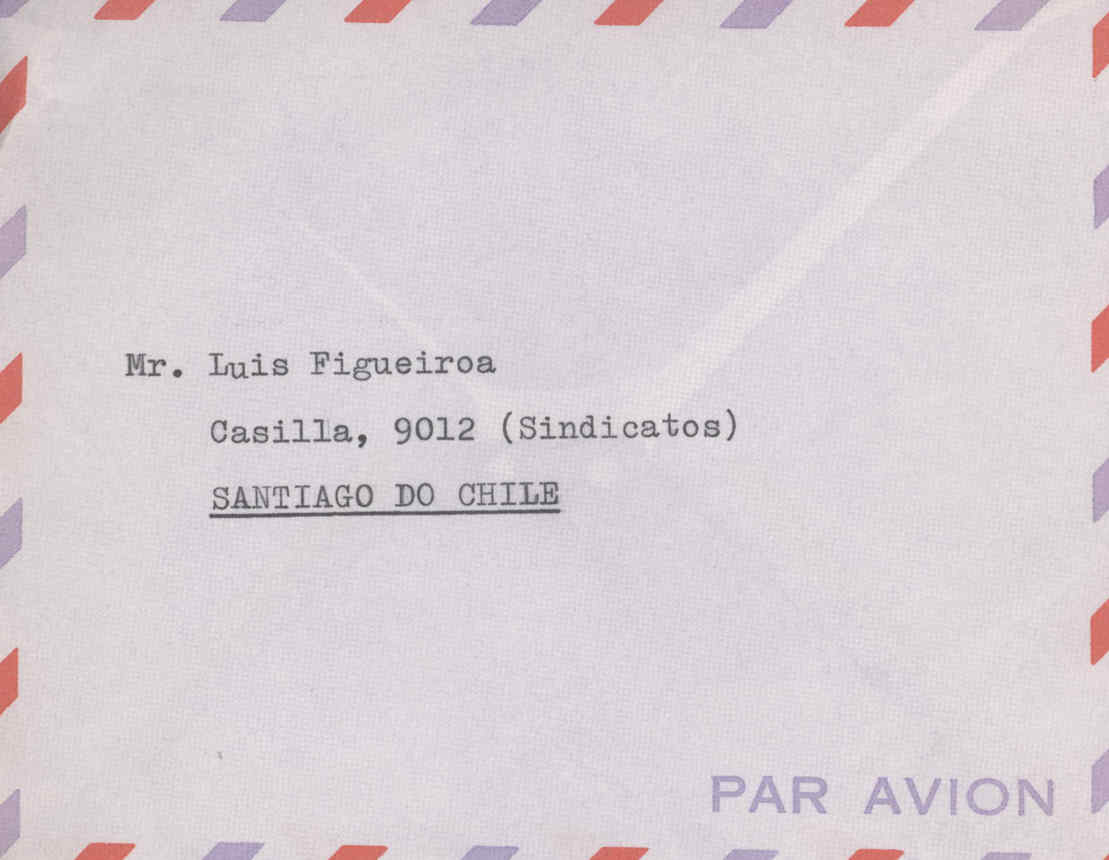 Mr. Luis Figueiroa
Casilla, 9012 (Sindicatos)
SANTIAGO DO CHILE
PAR AVION